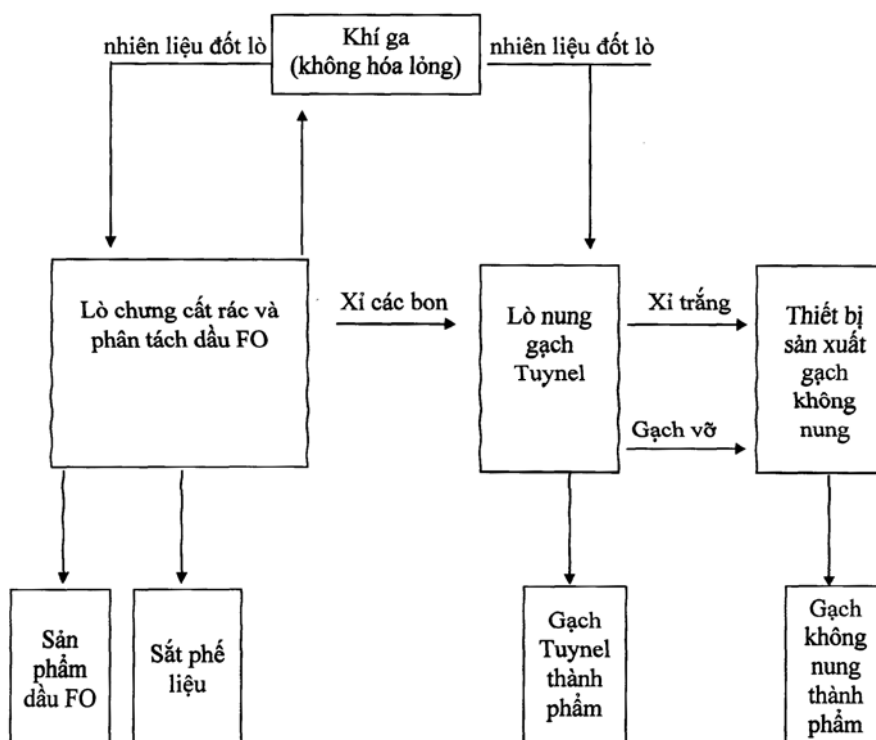 nhiên liệu đốt lò
Khí ga
(không hóa lỏng)
nhiên liệu đốt lò
Lò chưng cất rác và
phân tách dầu FO
Xỉ các bon
Lò nung
gạch
Tuynel
Xỉ trắng
Gạch vỡ
Thiết bị
sản xuất
gạch
không
nung
Sản
phẩm
dầu FO
Sắt phế
liệu
Gạch
Tuynel
thành
phẩm
Gạch
không
nung
thành
phẩm